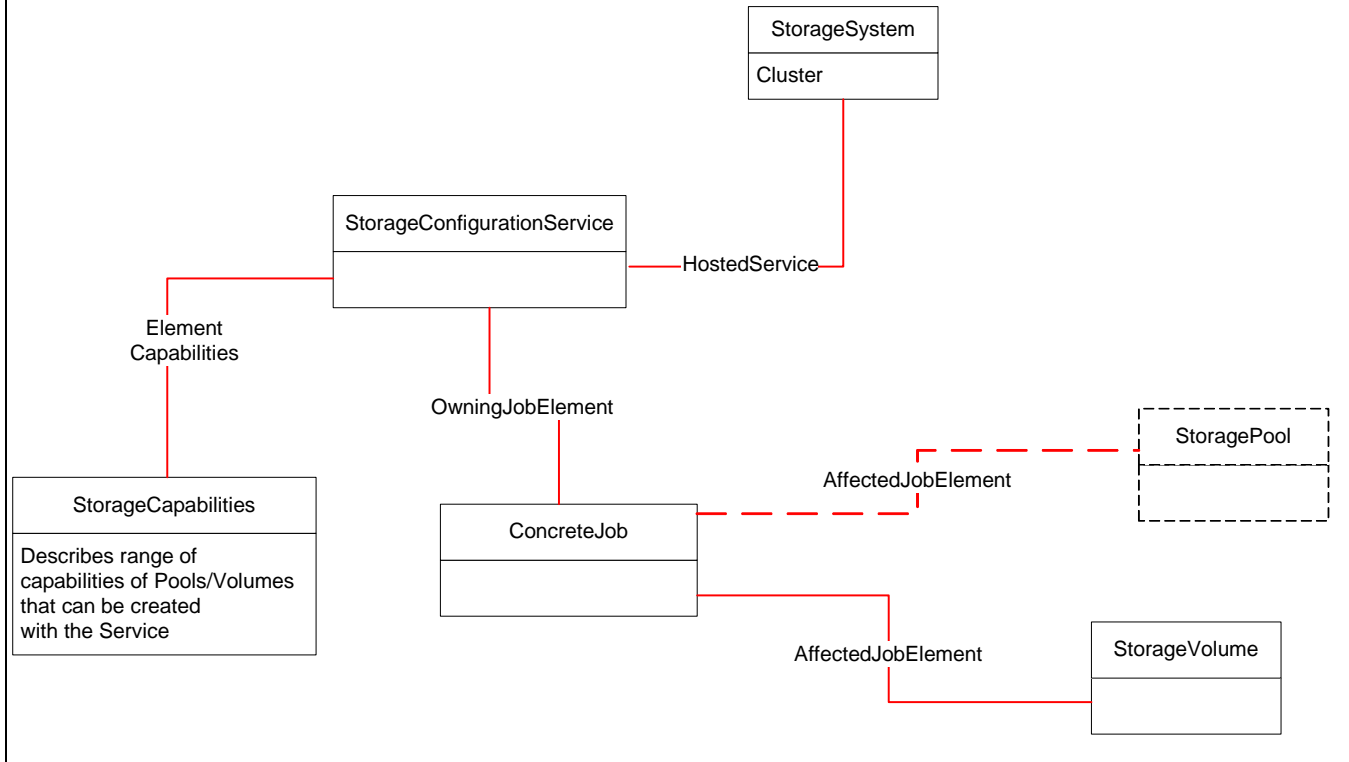 StorageSystem
Cluster
StorageConfigurationService
HostedService
Element
Capabilities
OwningJobElement
StoragePool
AffectedJobElement
StorageCapabilities
ConcreteJob
Describes range of
capabilities of Pools/Volumes
that can be created
with the Service
AffectedJobElement
StorageVolume